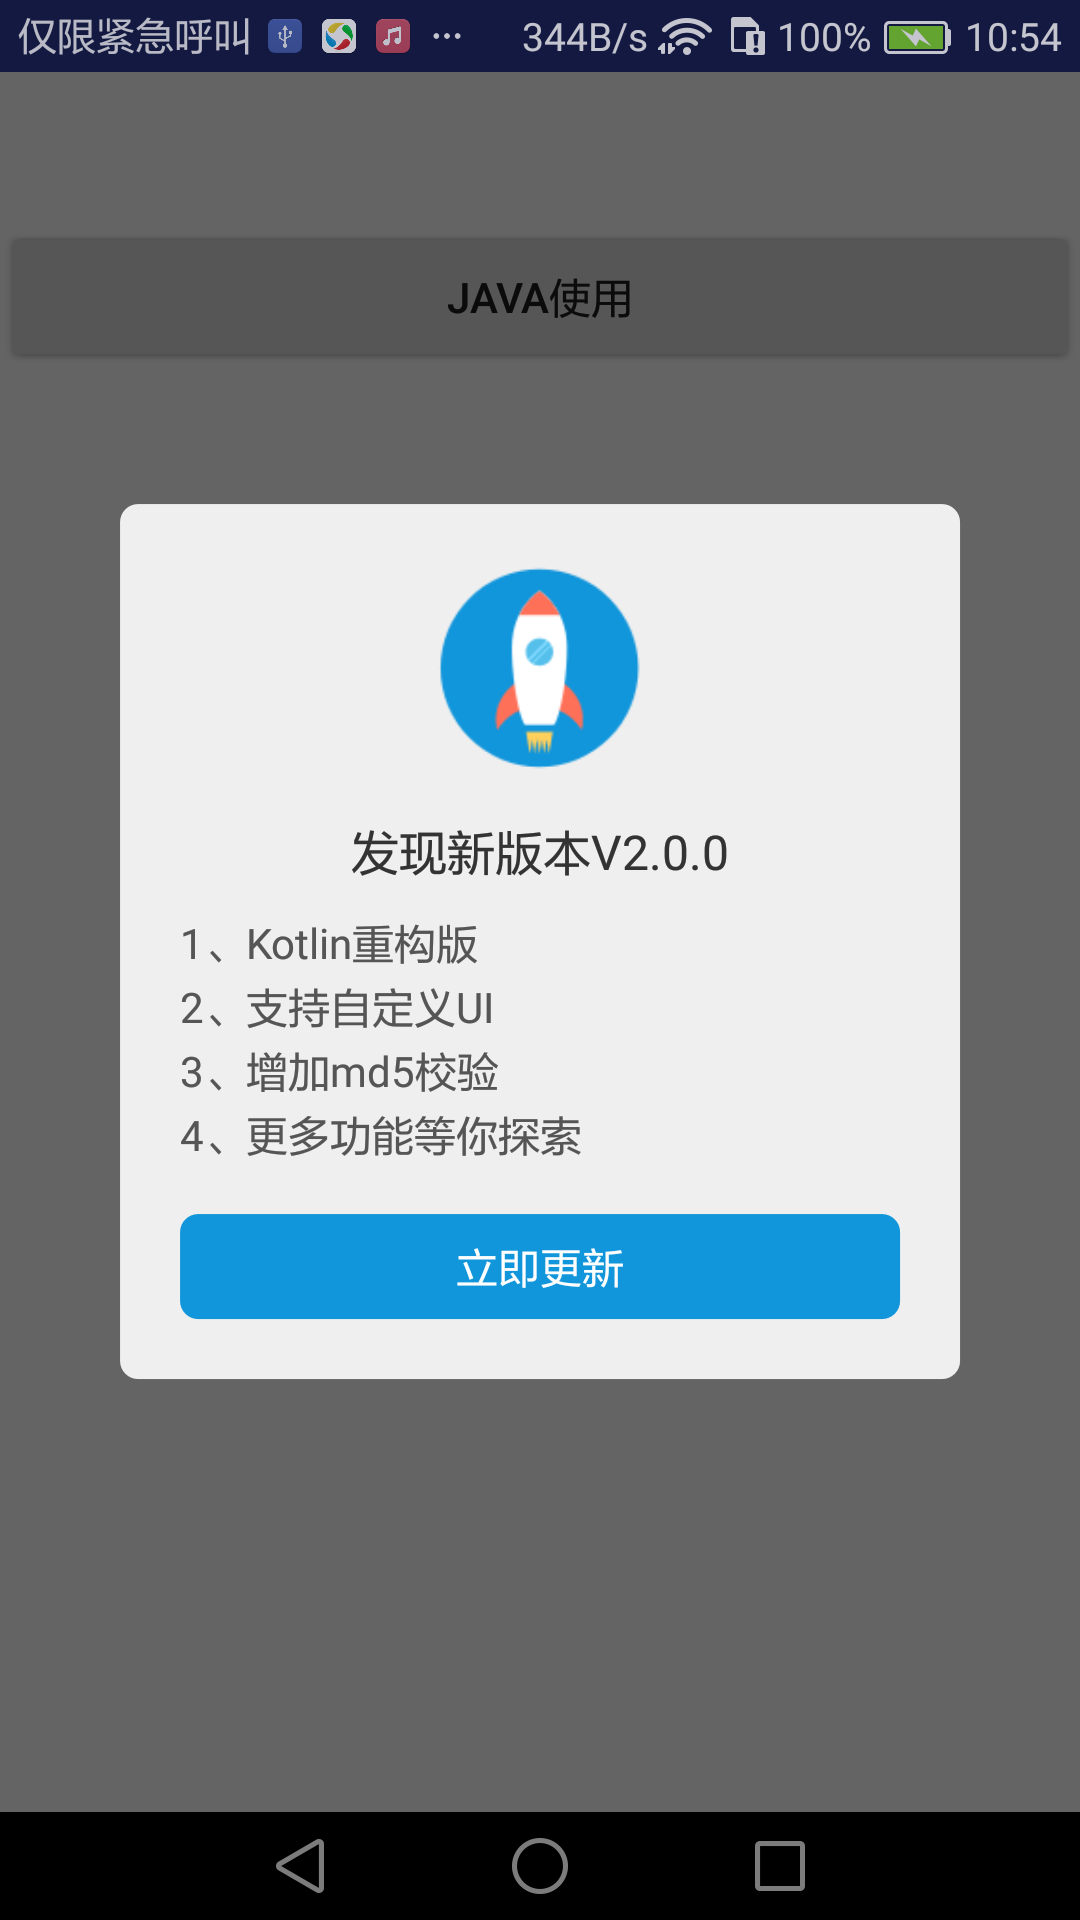 仅限紧急呼叫 344B/s 100% 10:54
JAVA使用
发现新版本V2.0.0
1、Kotlin重构版
2、支持自定义UI
3、增加md5校验
4、更多功能等你探索
立即更新